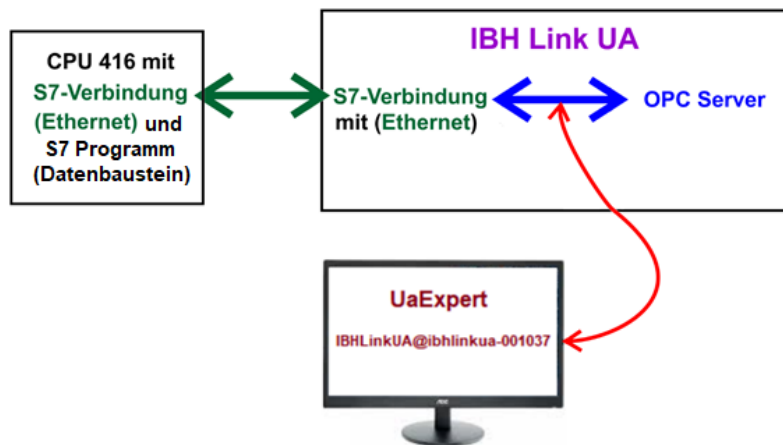 CPU 416 mit
S7-Verbindung
(Ethernet) und
S7 Programm
(Datenbaustein)
IBH Link UA
S7-Verbindung
mit (Ethernet)
OPC Server
UaExpert
IBHLinkUA@ibhlinkua-001037
AOC